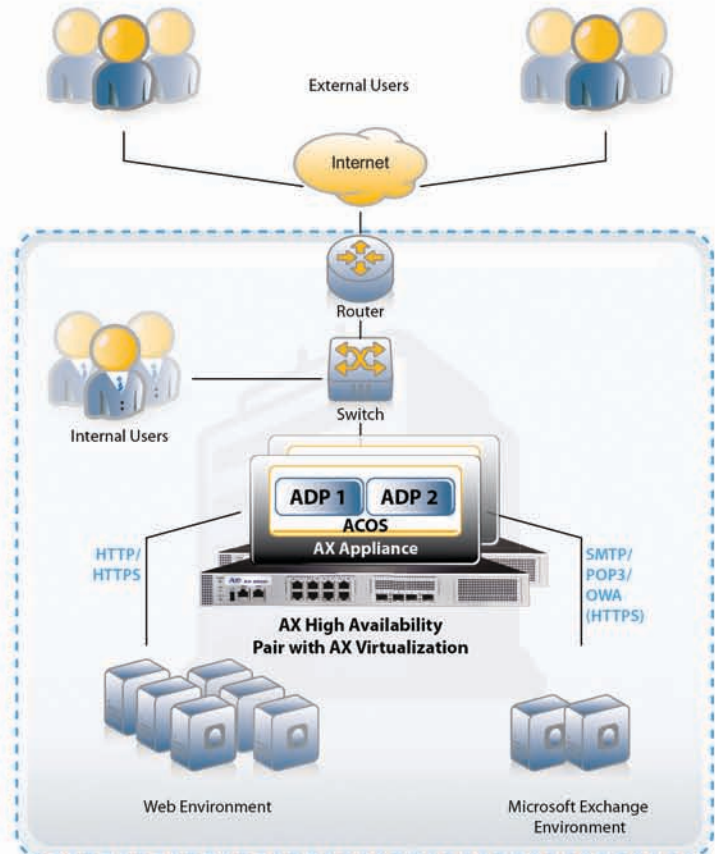 External Users
Internet
Router
Switch
Internal Users
ADP 1
ADP 2
ACOS
AX Appliance
HTTP/
HTTPS
SMTP/
POP3/
OWA
(HTTPS)
AX High Availability
Pair with AX Virtualization
Web Environment
Microsoft Exchange
Environment